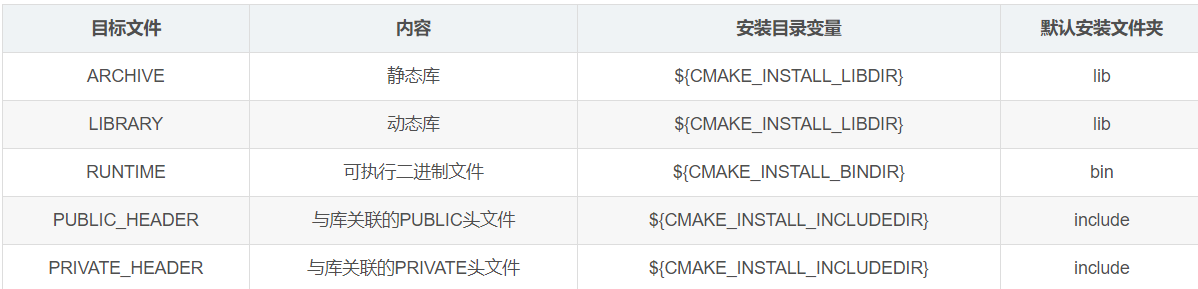 目标文件 内容 安装目录变量 默认安装文件夹
ARCHIVE 静态库 ${CMAKE_INSTALL_LIBDIR} lib
LIBRARY 动态库 ${CMAKE_INSTALL_LIBDIR} lib
RUNTIME 可执行二进制文件 ${CMAKE_INSTALL_BINDIR} bin
PUBLIC_HEADER 与库关联的PUBLIC头文件 ${CMAKE_INSTALL_INCLUDEDIR} include
PRIVATE_HEADER 与库关联的PRIVATE头文件 ${CMAKE_INSTALL_INCLUDEDIR} include